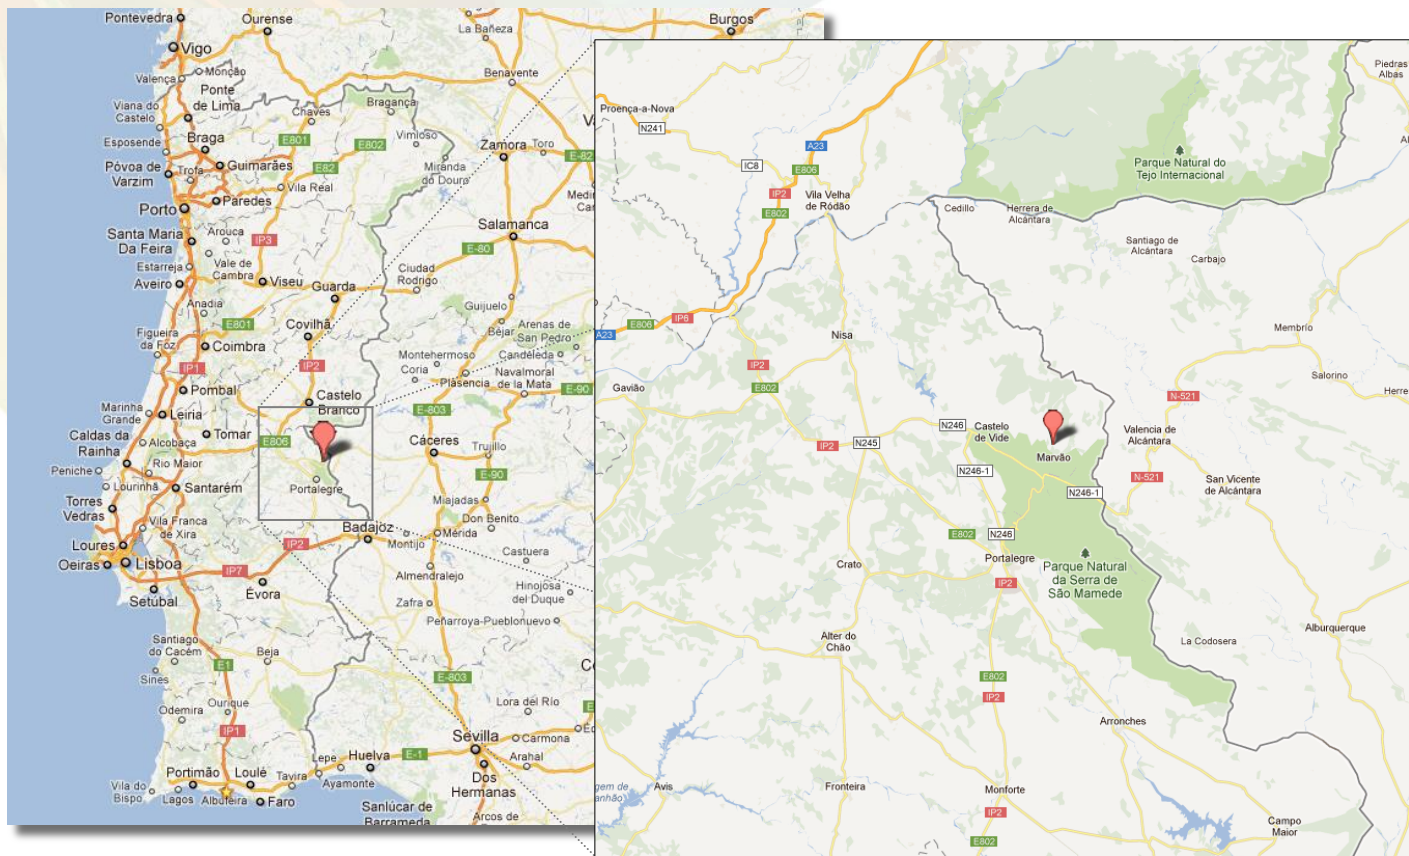 Pontevedra
Ourense
La Bañeza
Burgos
Vigo
Valença
Monção
Benavente
Ponte
de Lima
Viana do
Castelo
Chaves
Bragança
Esposende
Braga
E801
E802
Vimioso
Zamora
Toro
E-82
Póvoa de
Varzim
Trofa
Guimarães
E82
Miranda
do Douro
Vila Real
Porto
Paredes
Salamanca
Santa Maria
Da Feira
Arouca
IP3
E-80
Estarreja
Vale de
Cambra
Ciudad
Rodrigo
Aveiro
Viseu
Guarda
Anadia
Guijuelo
Figueira
da Foz
E801
Covilhã
Béjar
Arenas de
San Pedro
Coimbra
Montehermoso
Candeleda
IP1
IP2
Coria
Plasencia
Navalmoral
de la Mata
E-90
Pombal
Castelo
Branco
E-803
Marinha
Grande
Leiria
Caldas da
Rainha
Alcobaça
Tomar
E806
Cáceres
Trujillo
Peniche
Rio Maior
E-90
Lourinhã
Santarém
Portalegre
Miajadas
Torres
Vedras
Vila Franca
de Xira
Badajoz
Don Benito
Mérida
Montijo
Loures
IP2
Castuera
Oeiras
Lisboa
IP7
Almendralejo
Hinojosa
del Duque
Setúbal
Évora
Zafra
Peñarroya-Pueblonuevo
Santiago
do Cacém
Beja
E1
Sines
E-803
Ourique
Odemira
Lora del Río
IP1
Sevilla
Carmona
Lepe
Huelva
E-1
Arahal
Portimão
Loulé
Tavira
Ayamonte
Dos
Hermanas
Vila do
Bispo
Lagos
Albufeira
Faro
Sanlúcar de
Barrameda
Arcos de
Piedras
Albas
Proença-a-Nova
N241
A23
IC8
E806
Parque Natural do
Tejo Internacional
IP2
Vila Velha
de Ródão
E802
Cedillo
Herrera de
Alcántara
Santiago de
Alcántara
Carbajo
A23
E806
IP6
Nisa
Membrío
IP2
Salorino
Gavião
E802
Herre
N-521
N246
Castelo
de Vide
Valencia de
Alcántara
IP2
N245
Marvão
N246-1
N-521
San Vicente
de Alcántara
N246-1
E802
N246
Crato
Portalegre
Parque Natural
da Serra de
São Mamede
IP2
Alter do
Chão
Alburquerque
La Codosera
E802
IP2
Arronches
gem de
anhão
Avis
Fronteira
Monforte
IP2
Campo
Maior
E802